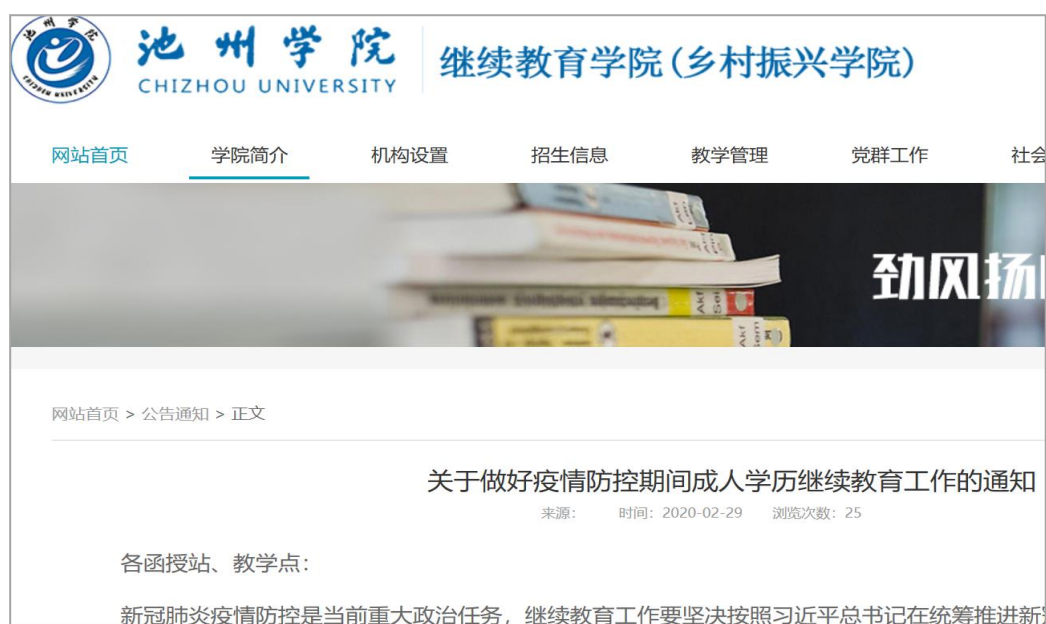 池州学院
CHIZHOU UNIVERSITY
继续教育学院(乡村振兴学院)
网站首页 学院简介 机构设置 招生信息 教学管理 党群工作 社会
劲风扬
网站首页 > 公告通知 > 正文
关于做好疫情防控期间成人学历继续教育工作的通知
来源: 时间: 2020-02-29 浏览次数: 25
各函授站、教学点:
新冠肺炎疫情防控是当前重大政治任务,继续教育工作要坚决按照习近平总书记在统筹推进新